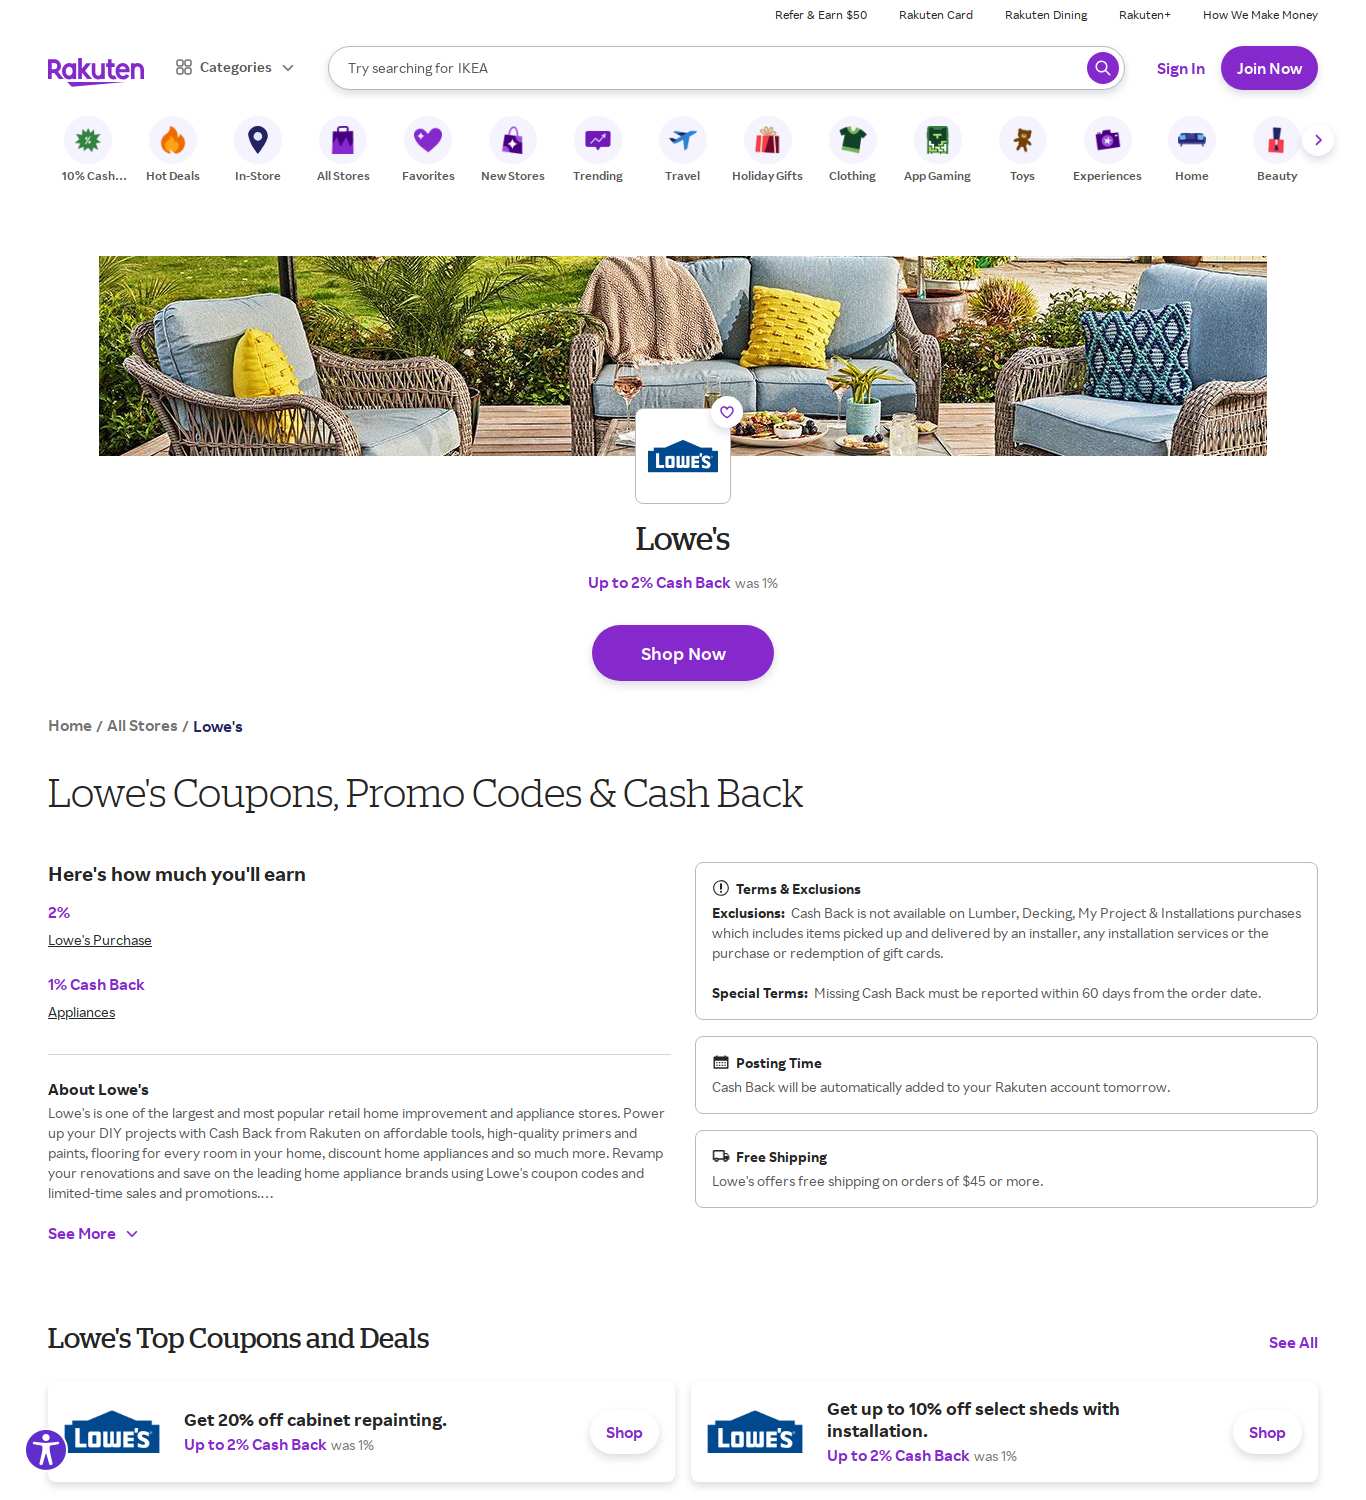 Refer & Earn $50
Rakuten Card
Rakuten Dining
Rakuten+
How We Make Money
Rakuten
Categories
Try searching for IKEA
Sign In
Join Now
10% Cash...
Hot Deals
In-Store
All Stores
Favorites
New Stores
Trending
Travel
Holiday Gifts
Clothing
App Gaming
Toys
Experiences
Home
Beauty
LOWE'S
Lowe's
Up to 2% Cash Back was 1%
Shop Now
Home / All Stores / Lowe's
Lowe's Coupons, Promo Codes & Cash Back
Here's how much you'll earn
2%
Lowe's Purchase
1% Cash Back
Appliances
About Lowe's
Lowe's is one of the largest and most popular retail home improvement and appliance stores. Power
up your DIY projects with Cash Back from Rakuten on affordable tools, high-quality primers and
paints, flooring for every room in your home, discount home appliances and so much more. Revamp
your renovations and save on the leading home appliance brands using Lowe's coupon codes and
limited-time sales and promotions....
See More
Terms & Exclusions
Exclusions: Cash Back is not available on Lumber, Decking, My Project & Installations purchases
which includes items picked up and delivered by an installer, any installation services or the
purchase or redemption of gift cards.
Special Terms: Missing Cash Back must be reported within 60 days from the order date.
Posting Time
Cash Back will be automatically added to your Rakuten account tomorrow.
Free Shipping
Lowe's offers free shipping on orders of $45 or more.
Lowe's Top Coupons and Deals
See All
LOWE'S
Get 20% off cabinet repainting.
Up to 2% Cash Back was 1%
Shop
LOWE'S
Get up to 10% off select sheds with
installation.
Up to 2% Cash Back was 1%
Shop